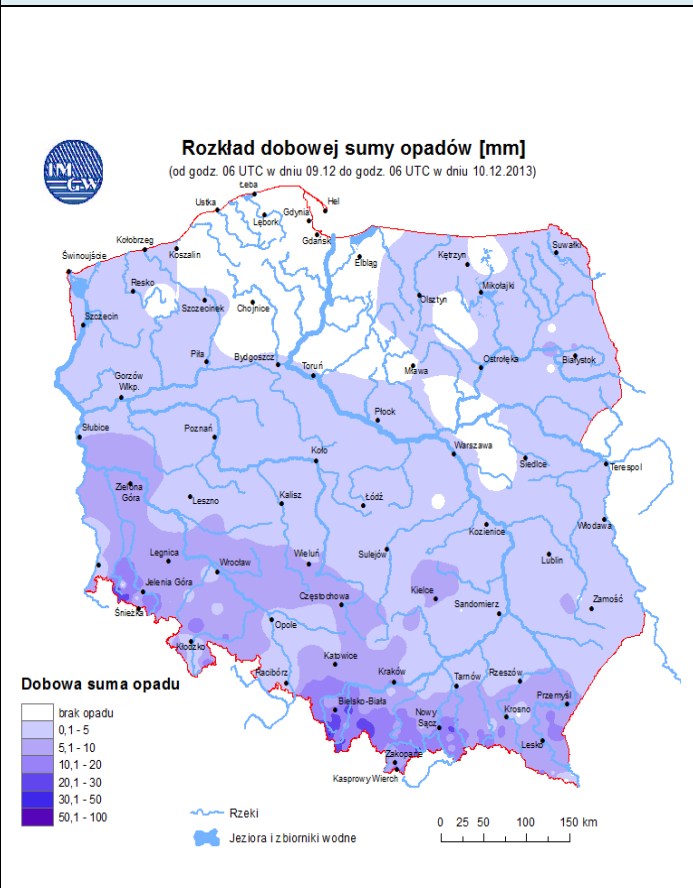 IM
GW
Rozkład dobowej sumy opadów [mm]
(od godz. 06 UTC w dniu 09.12 do godz. 06 UTC w dniu 10.12.2013)
Łeba
Ustka
Hel
Lębork
Gdynia
Gdańsk
Kołobrzeg
Koszalin
Świnoujście
Elbląg
Kętrzyn
Suwałki
Resko
Szczecinek
Chojnice
Olsztyn
Mikołajki
Szczecin
Piła
Bydgoszcz
Toruń
Mława
Ostrołęka
Białystok
Gorzów
Wlkp.
Płock
Słubice
Poznań
Koło
Warszawa
Siedlce
Terespol
Zielona
Góra
Leszno
Kalisz
Łódź
Kozienice
Włodawa
Legnica
Wrocław
Wieluń
Sulejów
Lublin
Jelenia Góra
Częstochowa
Kielce
Sandomierz
Zamość
Śnieżka
Opole
Kłodzko
Katowice
Racibórz
Kraków
Tarnów
Rzeszów
Przemyśl
Bielsko-Biała
Nowy
Sącz
Krosno
Lesko
Zakopane
Kasprowy Wierch
Dobowa suma opadu
brak opadu
0,1 - 5
5,1 - 10
10,1 - 20
20,1 - 30
30,1 - 50
50,1 - 100
Rzeki
Jeziora i zbiorniki wodne
0 25 50 100 150 km